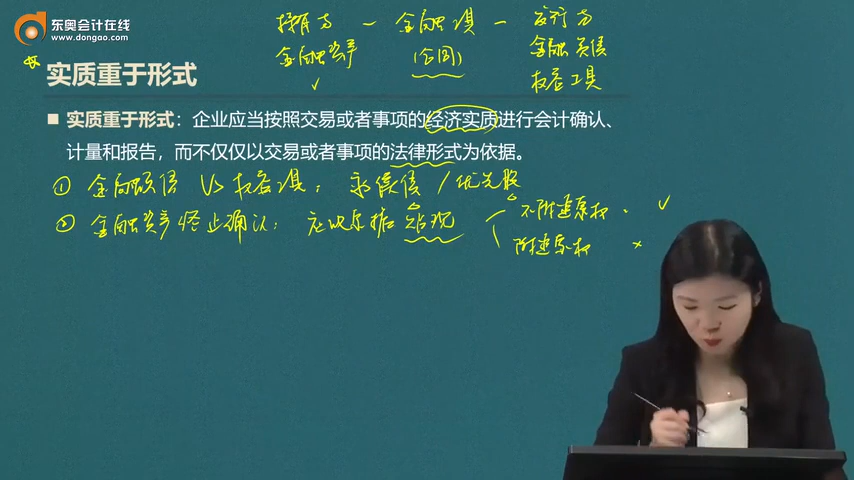 东奥会计在线
www.dongao.com
持有方 — 金融工具 — 发行方
金融资产 （合同） 金融负债
✓ 权益工具
实质重于形式
■ 实质重于形式：企业应当按照交易或者事项的经济实质进行会计确认、
计量和报告，而不仅仅以交易或者事项的法律形式为依据。
① 金融负债 VS 权益工具：永续债 / 优先股
② 金融资产终止确认：应收票据贴现 不附追索权 ✓
附追索权 ×